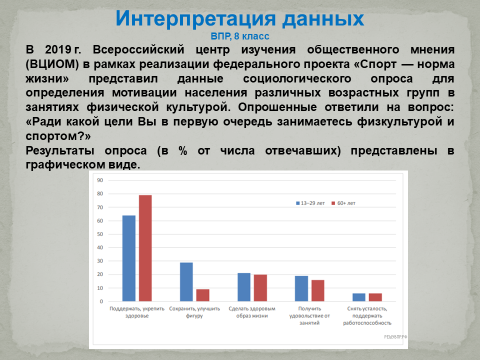 Интерпретация данных
ВПР, 8 класс
В 2019 г. Всероссийский центр изучения общественного мнения
(ВЦИОМ) в рамках реализации федерального проекта «Спорт — норма
жизни» представил данные социологического опроса для
определения мотивации населения различных возрастных групп в
занятиях физической культурой. Опрошенные ответили на вопрос:
«Ради какой цели Вы в первую очередь занимаетесь физкультурой и
спортом?»
Результаты опроса (в % от числа отвечавших) представлены в
графическом виде.
90
80
70
60
50
40
30
20
10
0
13–29 лет
60+ лет
Поддержать, укрепить
здоровье
Сохранить, улучшить
фигуру
Сделать здоровым
образ жизни
Получить
удовольствие от
занятий
Снять усталость,
поддержать
работоспособность
РЕШУВПР.РФ